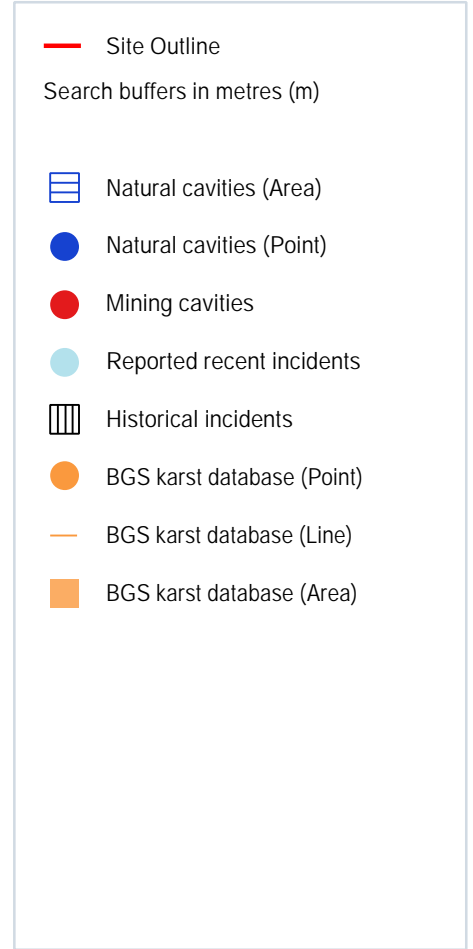 Site Outline
Search buffers in metres (m)
Natural cavities (Area)
Natural cavities (Point)
Mining cavities
Reported recent incidents
Historical incidents
BGS karst database (Point)
BGS karst database (Line)
BGS karst database (Area)